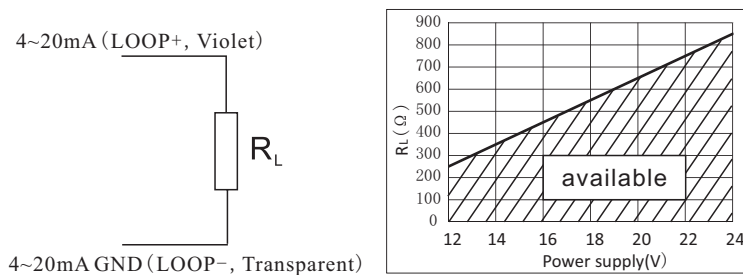 4~20mA (LOOP+, Violet)
RL
4~20mA GND (LOOP-, Transparent)
900
800
700
600
500
400
300
200
100
0
RL(Ω)
available
12 14 16 18 20 22 24
Power supply(V)